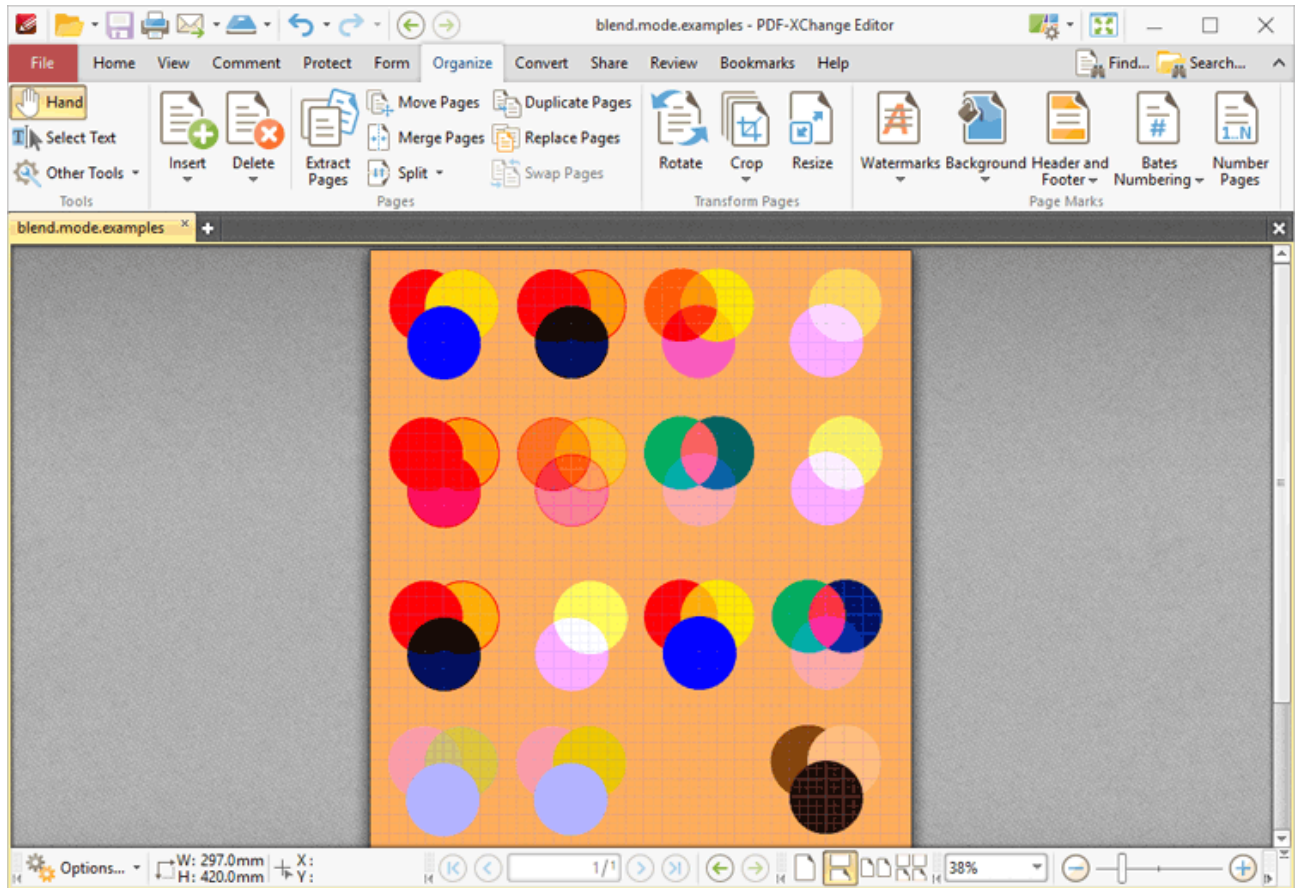 blend.mode.examples - PDF-XChange Editor
File Home View Comment Protect Form Organize Convert Share Review Bookmarks Help Find... Search...
Hand
Select Text
Other Tools
Tools
Insert
Delete
Extract
Pages
Move Pages
Merge Pages
Split
Duplicate Pages
Replace Pages
Swap Pages
Pages
Rotate
Crop
Resize
Transform Pages
Watermarks
Background
Header and
Footer
Bates
Numbering
Number
Pages
Page Marks
1..N
#
A
T
blend.mode.examples
Options...
W: 297.0mm
H: 420.0mm
X:
Y:
1/1
38%